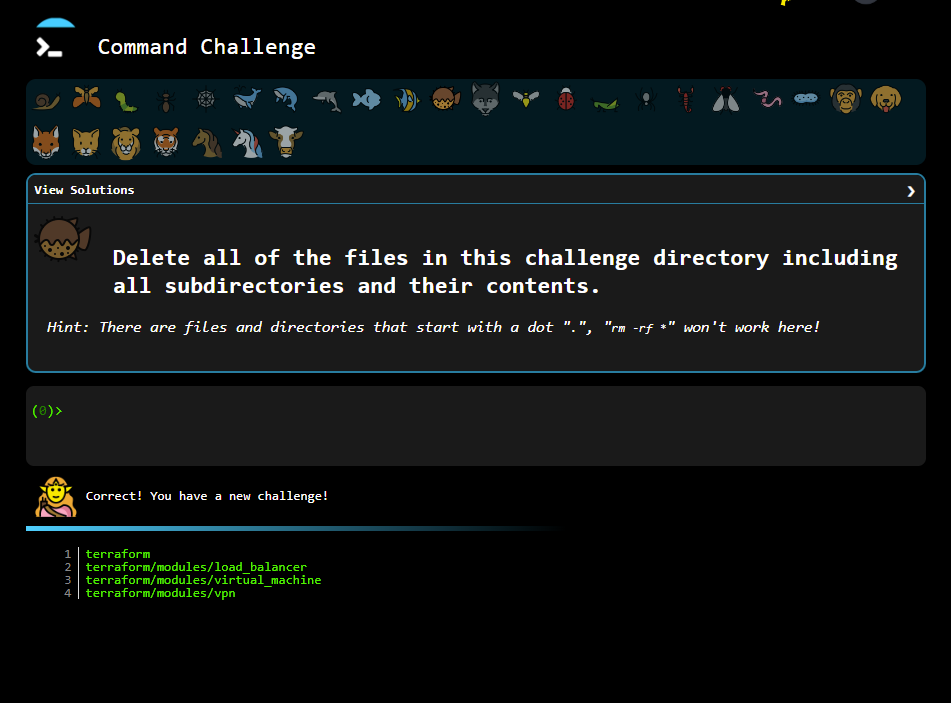 Command Challenge
View Solutions
Delete all of the files in this challenge directory including
all subdirectories and their contents.
Hint: There are files and directories that start with a dot ".", "rm -rf *" won't work here!
(0)>
Correct! You have a new challenge!
1 terraform
2 terraform/modules/load_balancer
3 terraform/modules/virtual_machine
4 terraform/modules/vpn